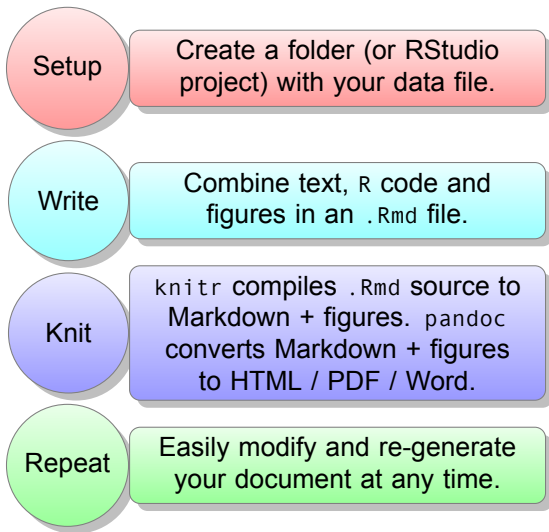 Setup
Create a folder (or RStudio
project) with your data file.
Write
Combine text, R code and
figures in an .Rmd file.
Knit
knitr compiles .Rmd source to
Markdown + figures. pandoc
converts Markdown + figures
to HTML / PDF / Word.
Repeat
Easily modify and re-generate
your document at any time.